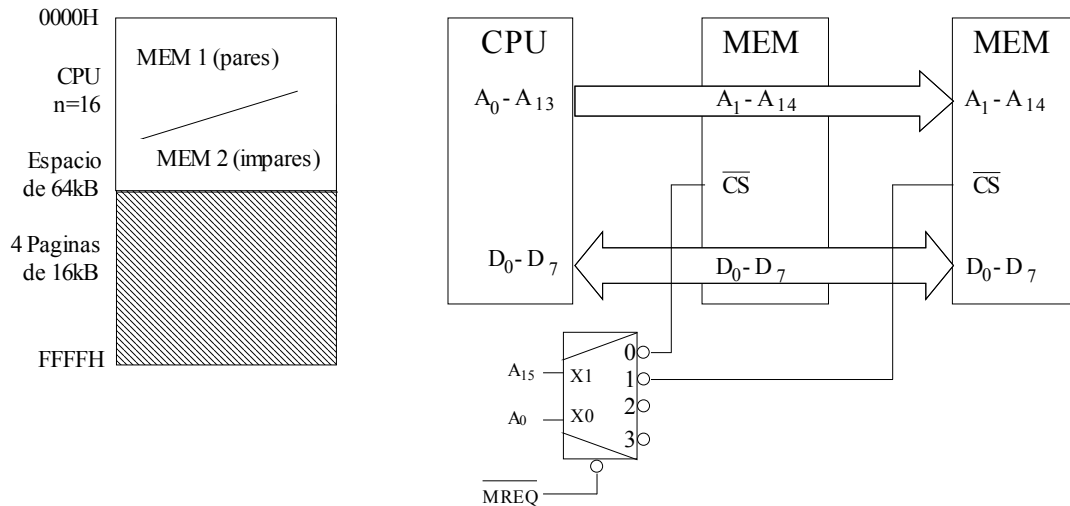 0000H
CPU
n=16
Espacio
de 64kB
4 Paginas
de 16kB
FFFFH
MEM 1 (pares)
MEM 2 (impares)
CPU
A0 - A13
D0 - D7
MEM
A1 - A14
CS
D0 - D7
MEM
A1 - A14
CS
D0 - D7
A15
X1
A0
X0
0
1
2
3
MREQ